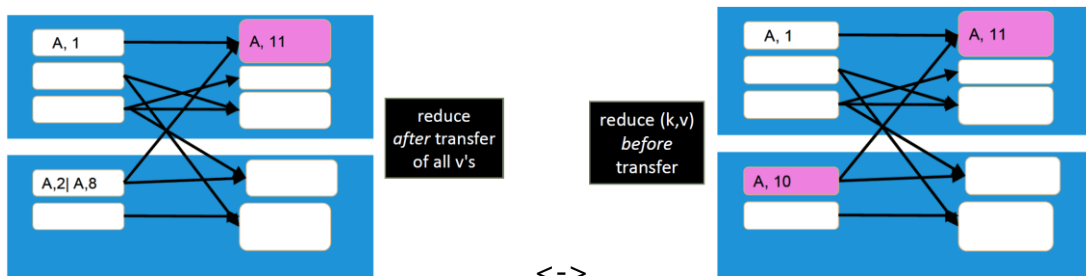 A, 1
A, 11
A,2| A,8
reduce
after transfer
of all v's
<->
reduce (k,v)
before
transfer
A, 1
A, 11
A, 10